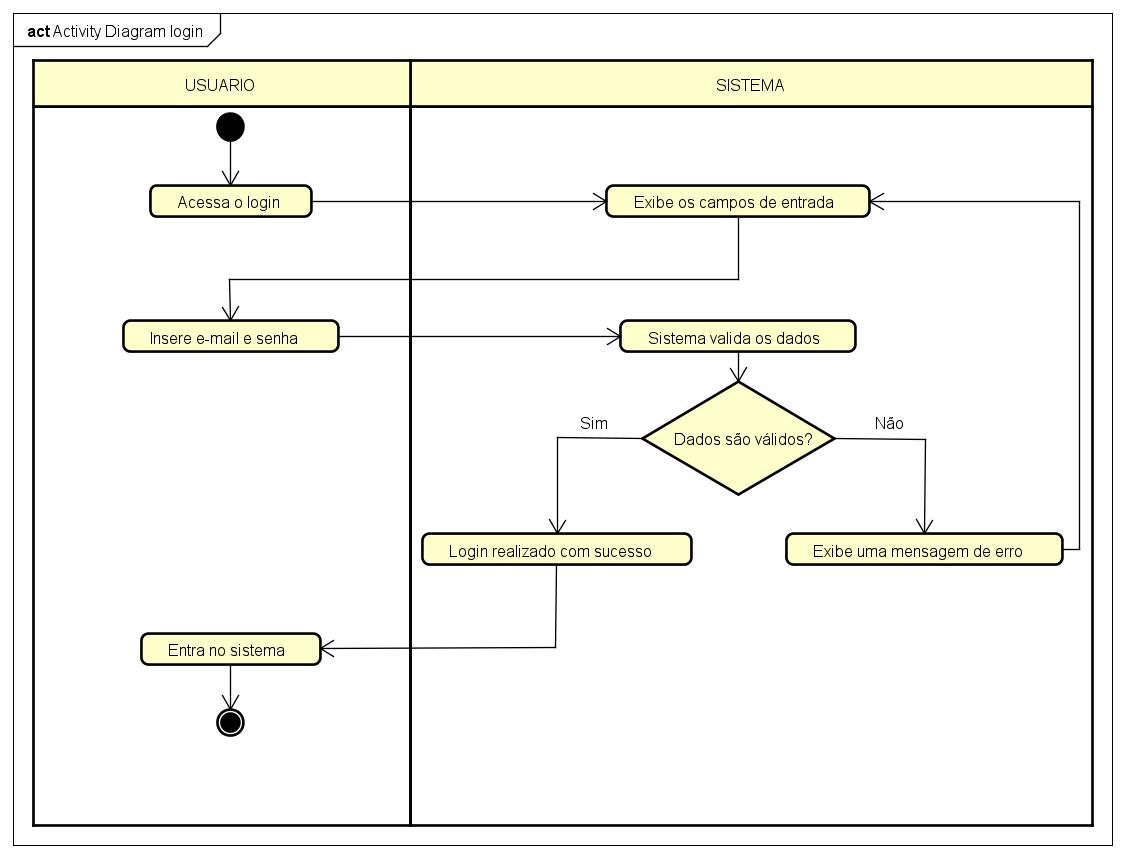 act Activity Diagram login
USUARIO
SISTEMA
Acessa o login
Exibe os campos de entrada
Insere e-mail e senha
Sistema valida os dados
Sim
Não
Dados são válidos?
Login realizado com sucesso
Exibe uma mensagem de erro
Entra no sistema